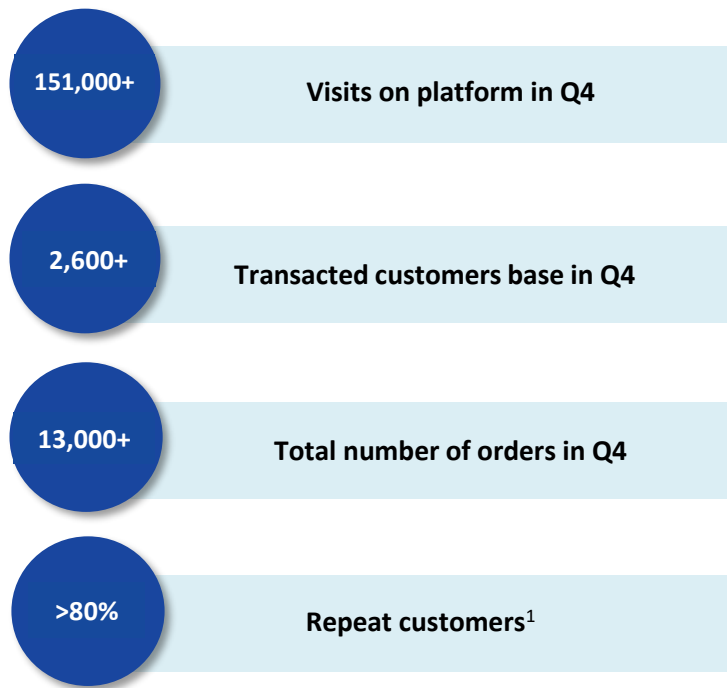 151,000+
Visits on platform in Q4
2,600+
Transacted customers base in Q4
13,000+
Total number of orders in Q4
>80%
Repeat customers¹